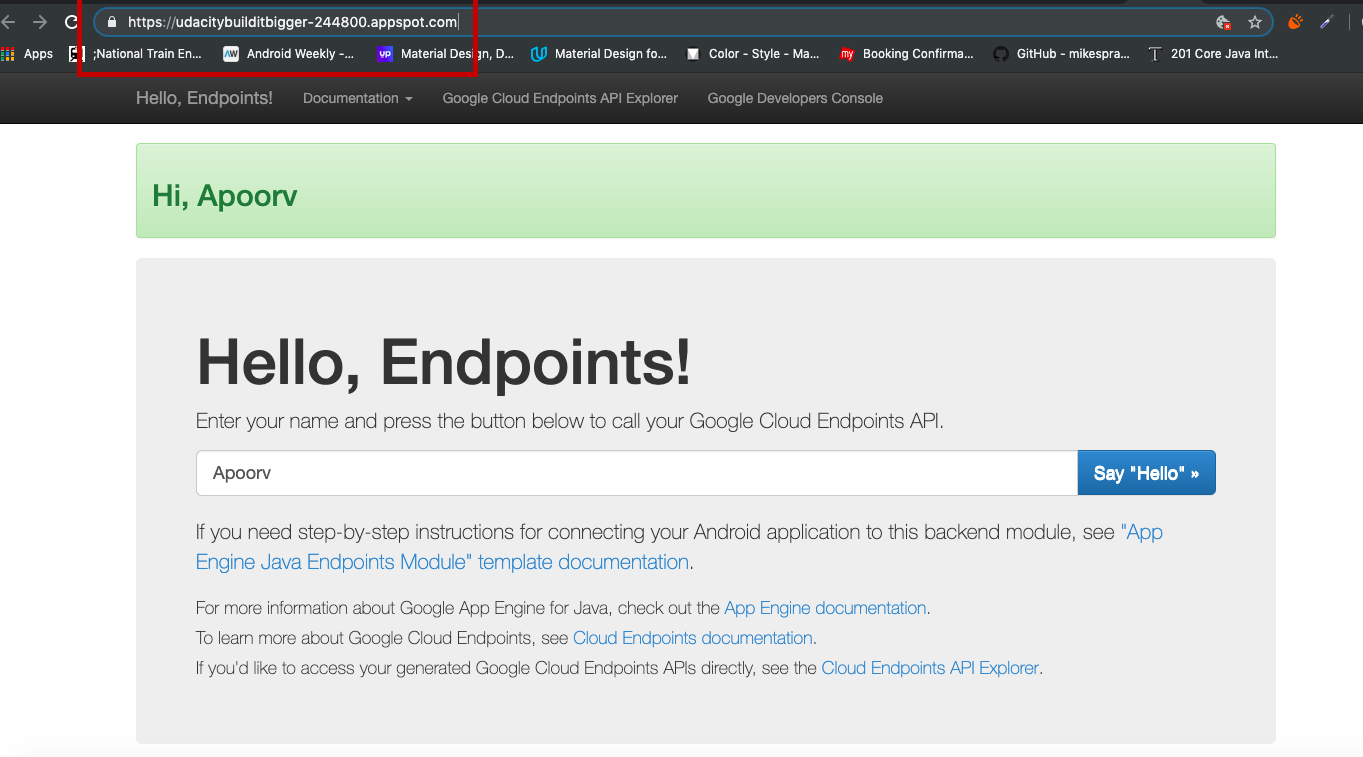 https://udacitybuilditbigger-244800.appspot.com
Apps ;National Train En... AW Android Weekly -... VP Material Design, D... Material Design fo... Color - Style - Ma... my Booking Confirma... GitHub - mikespra... T 201 Core Java Int...
Hello, Endpoints! Documentation Google Cloud Endpoints API Explorer Google Developers Console
Hi, Apoorv
Hello, Endpoints!
Enter your name and press the button below to call your Google Cloud Endpoints API.
Apoorv Say "Hello" »
If you need step-by-step instructions for connecting your Android application to this backend module, see "App
Engine Java Endpoints Module" template documentation.
For more information about Google App Engine for Java, check out the App Engine documentation.
To learn more about Google Cloud Endpoints, see Cloud Endpoints documentation.
If you'd like to access your generated Google Cloud Endpoints APIs directly, see the Cloud Endpoints API Explorer.